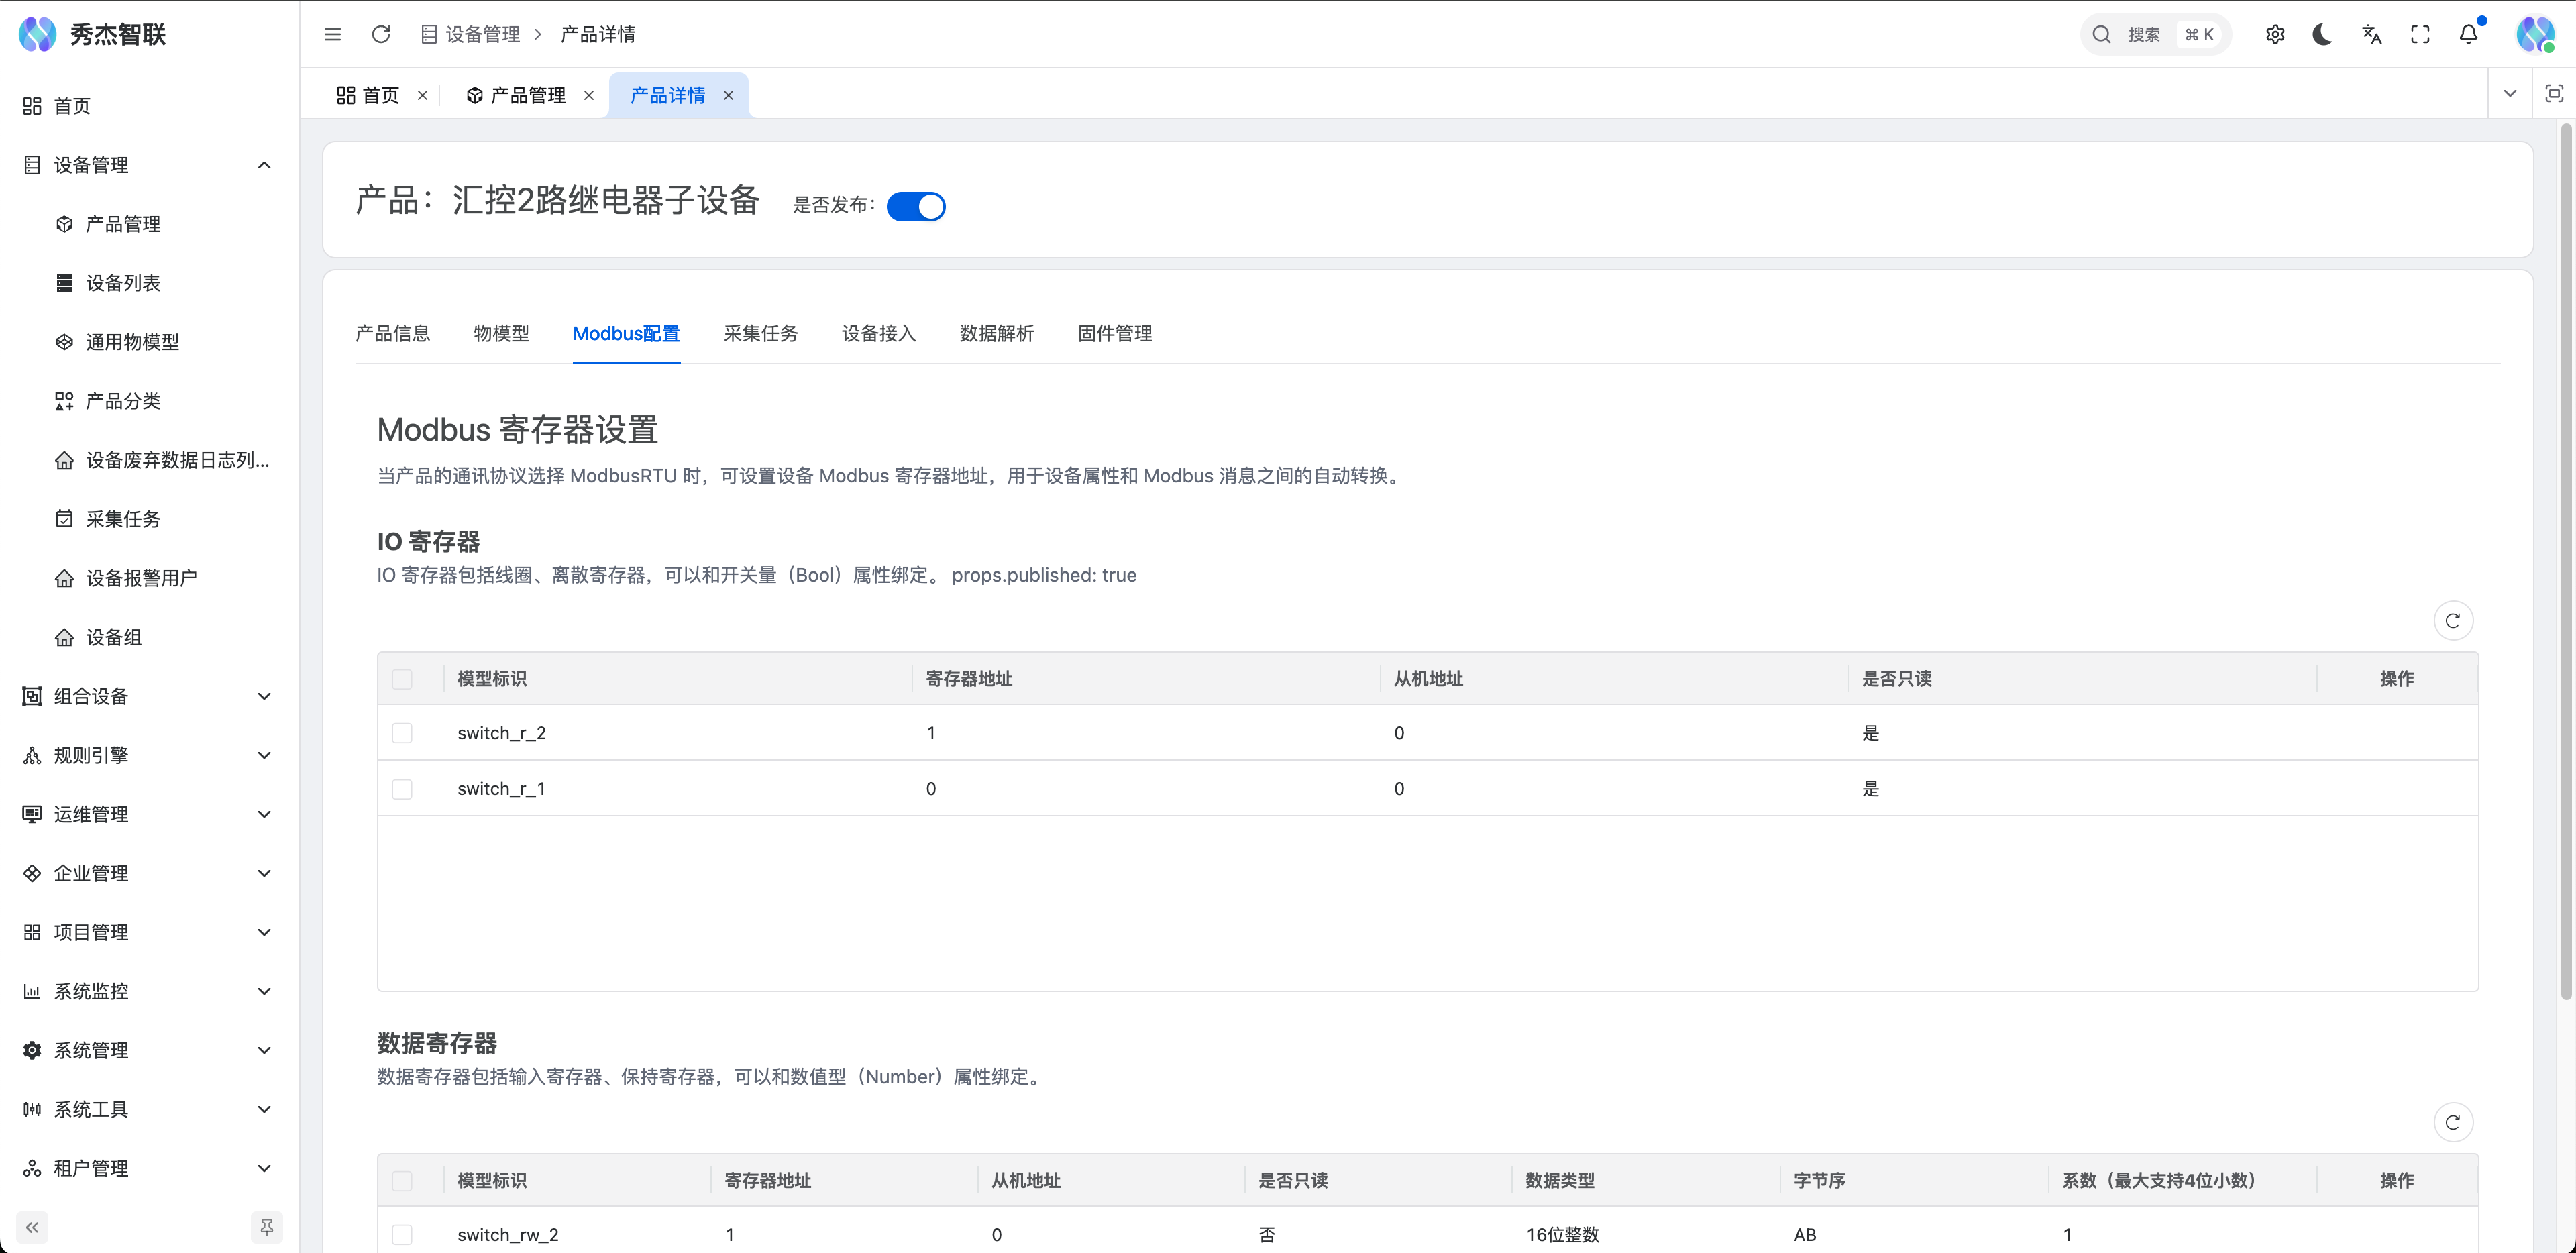 秀杰智联
设备管理 > 产品详情
搜索 ⌘ K
首页
产品管理
产品详情
首页
设备管理
产品管理
设备列表
通用物模型
产品分类
设备废弃数据日志列...
采集任务
设备报警用户
设备组
组合设备
规则引擎
运维管理
企业管理
项目管理
系统监控
系统管理
系统工具
租户管理
产品：汇控2路继电器子设备 是否发布：
产品信息 物模型 Modbus配置 采集任务 设备接入 数据解析 固件管理
Modbus 寄存器设置
当产品的通讯协议选择 ModbusRTU 时，可设置设备 Modbus 寄存器地址，用于设备属性和 Modbus 消息之间的自动转换。
IO 寄存器
IO 寄存器包括线圈、离散寄存器，可以和开关量（Bool）属性绑定。 props.published: true
模型标识 寄存器地址 从机地址 是否只读 操作
switch_r_2 1 0 是
switch_r_1 0 0 是
数据寄存器
数据寄存器包括输入寄存器、保持寄存器，可以和数值型（Number）属性绑定。
模型标识 寄存器地址 从机地址 是否只读 数据类型 字节序 系数（最大支持4位小数） 操作
switch_rw_2 1 0 否 16位整数 AB 1